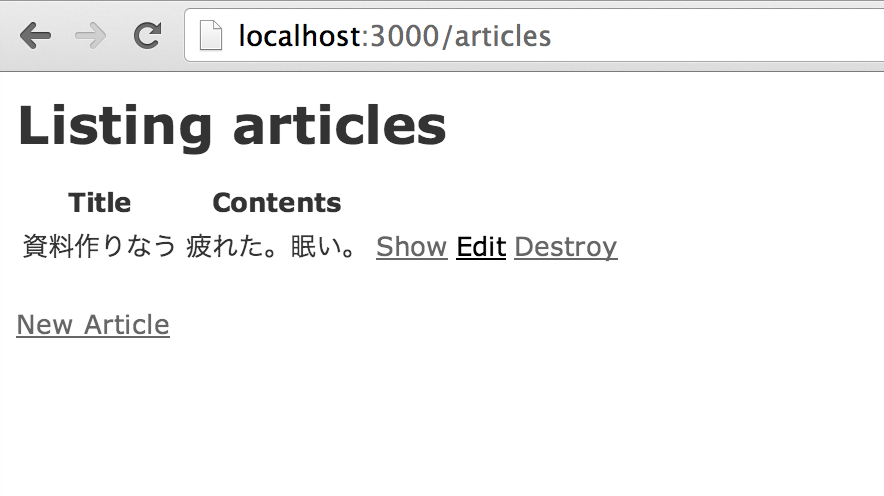 localhost:3000/articles
Listing articles
Title Contents
資料作りなう 疲れた。眠い。 Show Edit Destroy
New Article